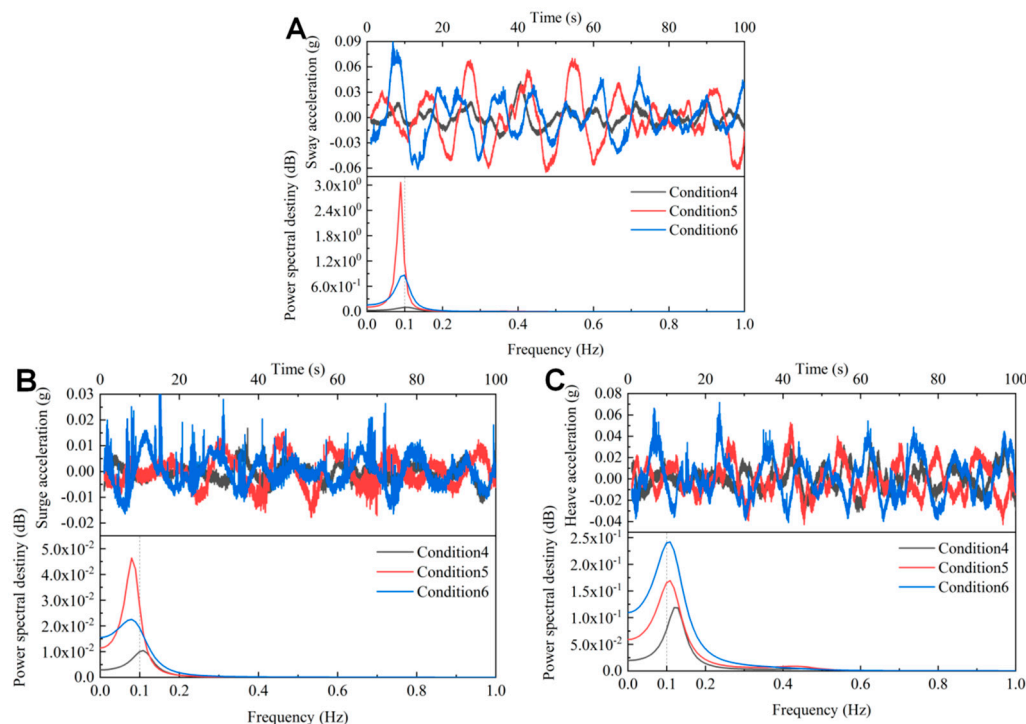 A
Time (s)
0 20 40 60 80 100
Sway acceleration (g)
0.09
0.06
0.03
0.00
-0.03
-0.06
Power spectral destiny (dB)
3.0x10⁰
2.4x10⁰
1.8x10⁰
1.2x10⁰
6.0x10⁻¹
0.0
Condition4
Condition5
Condition6
0.0 0.1 0.2 0.4 0.6 0.8 1.0
Frequency (Hz)
B
Time (s)
0 20 40 60 80 100
Surge acceleration (g)
0.03
0.02
0.01
0.00
-0.01
-0.02
Power spectral destiny (dB)
5.0x10⁻²
4.0x10⁻²
3.0x10⁻²
2.0x10⁻²
1.0x10⁻²
0.0
Condition4
Condition5
Condition6
0.0 0.1 0.2 0.4 0.6 0.8 1.0
Frequency (Hz)
C
Time (s)
0 20 40 60 80 100
Heave acceleration (g)
0.08
0.06
0.04
0.02
0.00
-0.02
-0.04
Power spectral destiny (dB)
2.5x10⁻¹
2.0x10⁻¹
1.5x10⁻¹
1.0x10⁻¹
5.0x10⁻²
0.0
Condition4
Condition5
Condition6
0.0 0.1 0.2 0.4 0.6 0.8 1.0
Frequency (Hz)